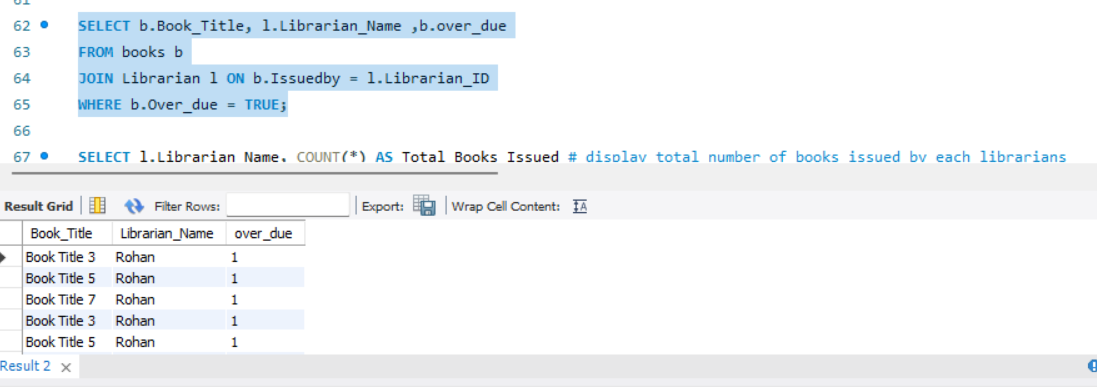 61
62 SELECT b.Book_Title, l.Librarian_Name ,b.over_due
63 FROM books b
64 JOIN Librarian l ON b.Issuedby = l.Librarian_ID
65 WHERE b.Over_due = TRUE;
66
67 SELECT l.Librarian_Name, COUNT(*) AS Total_Books_Issued # display total number of books issued by each librarians
Result Grid Filter Rows: Export: Wrap Cell Content:
Book_Title Librarian_Name over_due
Book Title 3 Rohan 1
Book Title 5 Rohan 1
Book Title 7 Rohan 1
Book Title 3 Rohan 1
Book Title 5 Rohan 1
Result 2